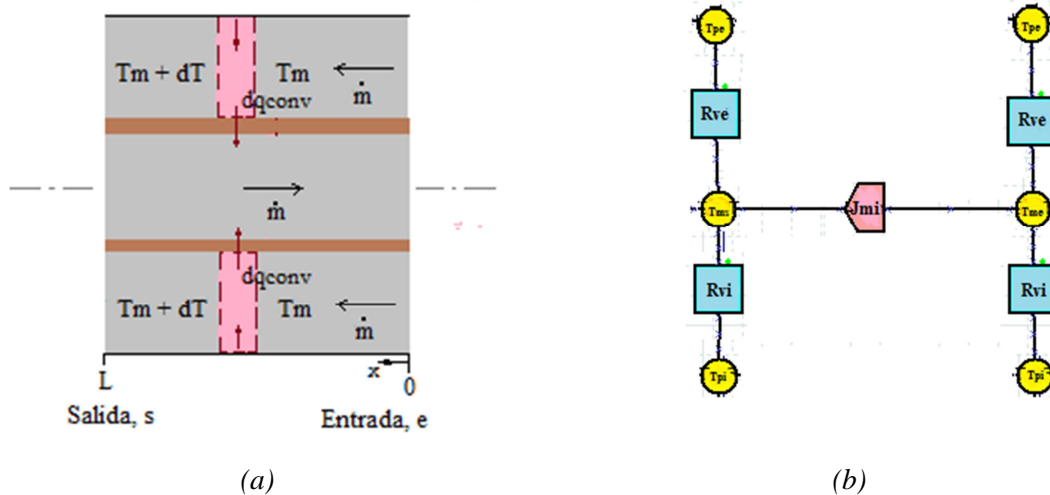 Tm + dT
Tm
ṁ
dqconv
ṁ
dqconv
Tm + dT
Tm
ṁ
x
L
0
Salida, s
Entrada, e
(a)
Tpe
Tpe
Rve
Rve
Jmi
Tme
Rvi
Rvi
Tpi
Tpi
(b)